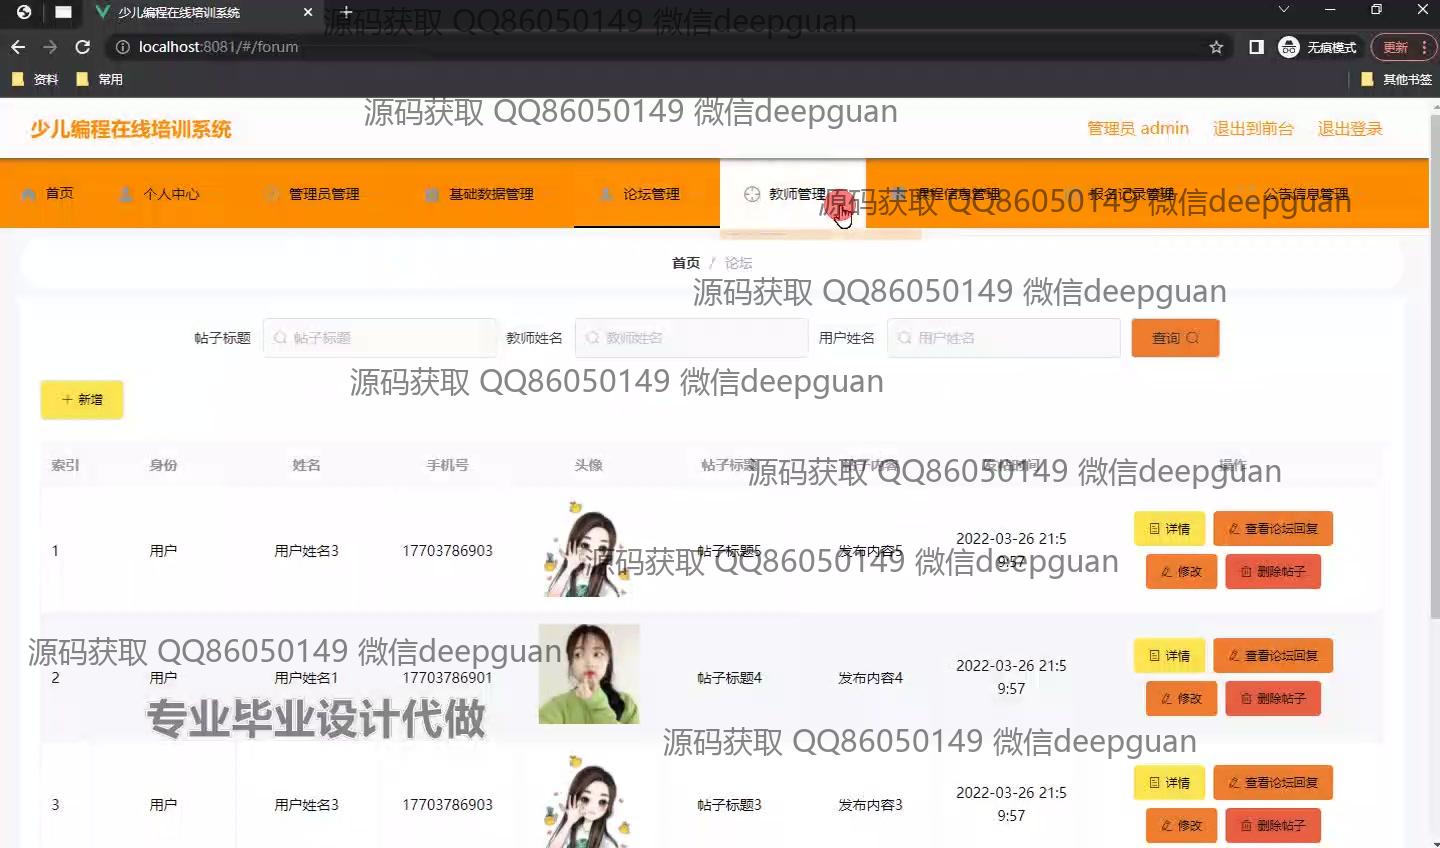 少儿编程在线培训系统
源码获取 QQ86050149 微信deepguan
localhost:8081/#/forum
无痕模式
更新
资料
常用
其他书签
源码获取 QQ86050149 微信deepguan
少儿编程在线培训系统
管理员 admin
退出到前台
退出登录
首页
个人中心
管理员管理
基础数据管理
论坛管理
教师管理
课程信息管理
报名记录管理
公告信息管理
源码获取 QQ86050149 微信deepguan
首页 / 论坛
源码获取 QQ86050149 微信deepguan
帖子标题 帖子标题
教师姓名 教师姓名
用户姓名 用户姓名
查询
源码获取 QQ86050149 微信deepguan
+ 新增
索引 身份 姓名 手机号 头像 帖子标题 帖子内容 发帖时间 操作
源码获取 QQ86050149 微信deepguan
1 用户 用户姓名3 17703786903 帖子标题5 发布内容5 2022-03-26 21:5
9:57
详情 查看论坛回复
修改 删除帖子
源码获取 QQ86050149 微信deepguan
源码获取 QQ86050149 微信deepguan
2 用户 用户姓名1 17703786901 帖子标题4 发布内容4 2022-03-26 21:5
9:57
详情 查看论坛回复
修改 删除帖子
专业毕业设计代做
源码获取 QQ86050149 微信deepguan
3 用户 用户姓名3 17703786903 帖子标题3 发布内容3 2022-03-26 21:5
9:57
详情 查看论坛回复
修改 删除帖子